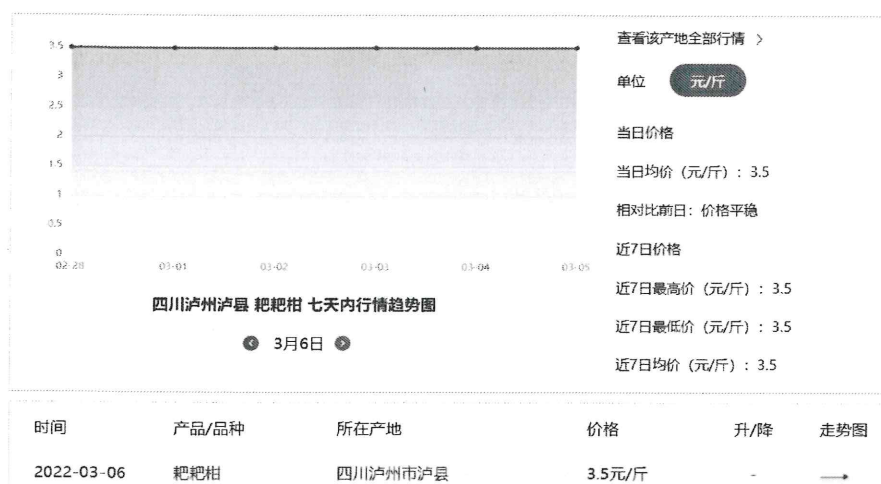 3.5
3
2.5
2
1.5
1
0.5
0
02-28 03-01 03-02 03-03 03-04 03-05
四川泸州泸县 耙耙柑 七天内行情趋势图
3月6日
查看该产地全部行情 >
单位 元/斤
当日价格
当日均价（元/斤）: 3.5
相对比前日：价格平稳
近7日价格
近7日最高价（元/斤）: 3.5
近7日最低价（元/斤）: 3.5
近7日均价（元/斤）: 3.5
时间 产品/品种 所在产地 价格 升/降 走势图
2022-03-06 耙耙柑 四川泸州市泸县 3.5元/斤 -